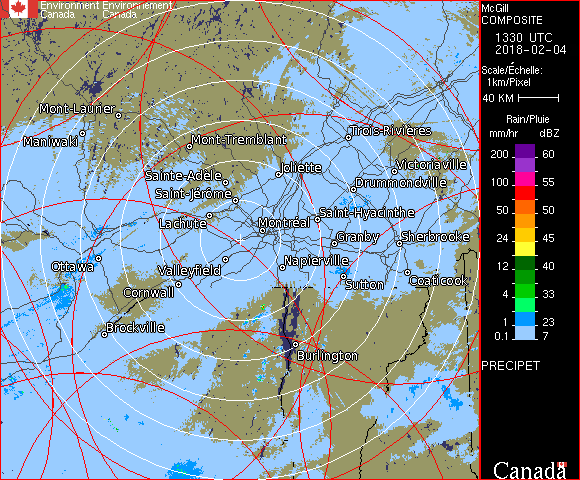 Environment Environnement
Canada Canada
McGill
COMPOSITE
1330 UTC
2018-02-04
Scale/Échelle:
1km/Pixel
40 KM
Rain/Pluie
mm/hr dBZ
200 60
55
100 55
50 50
50 45
24 45
12 40
4 33
1 23
0.1 7
PRECIPET
Canada
Mont-Laurier
Maniwaki
Mont-Tremblant
Trois-Rivières
Joliette
Victoriaville
Sainte-Adèle
Drummondville
Saint-Jérôme
Saint-Hyacinthe
Lachute
Montréal
Granby
Sherbrooke
Ottawa
Valleyfield
Napierville
Cornwall
Sutton
Coaticook
Brockville
Burlington